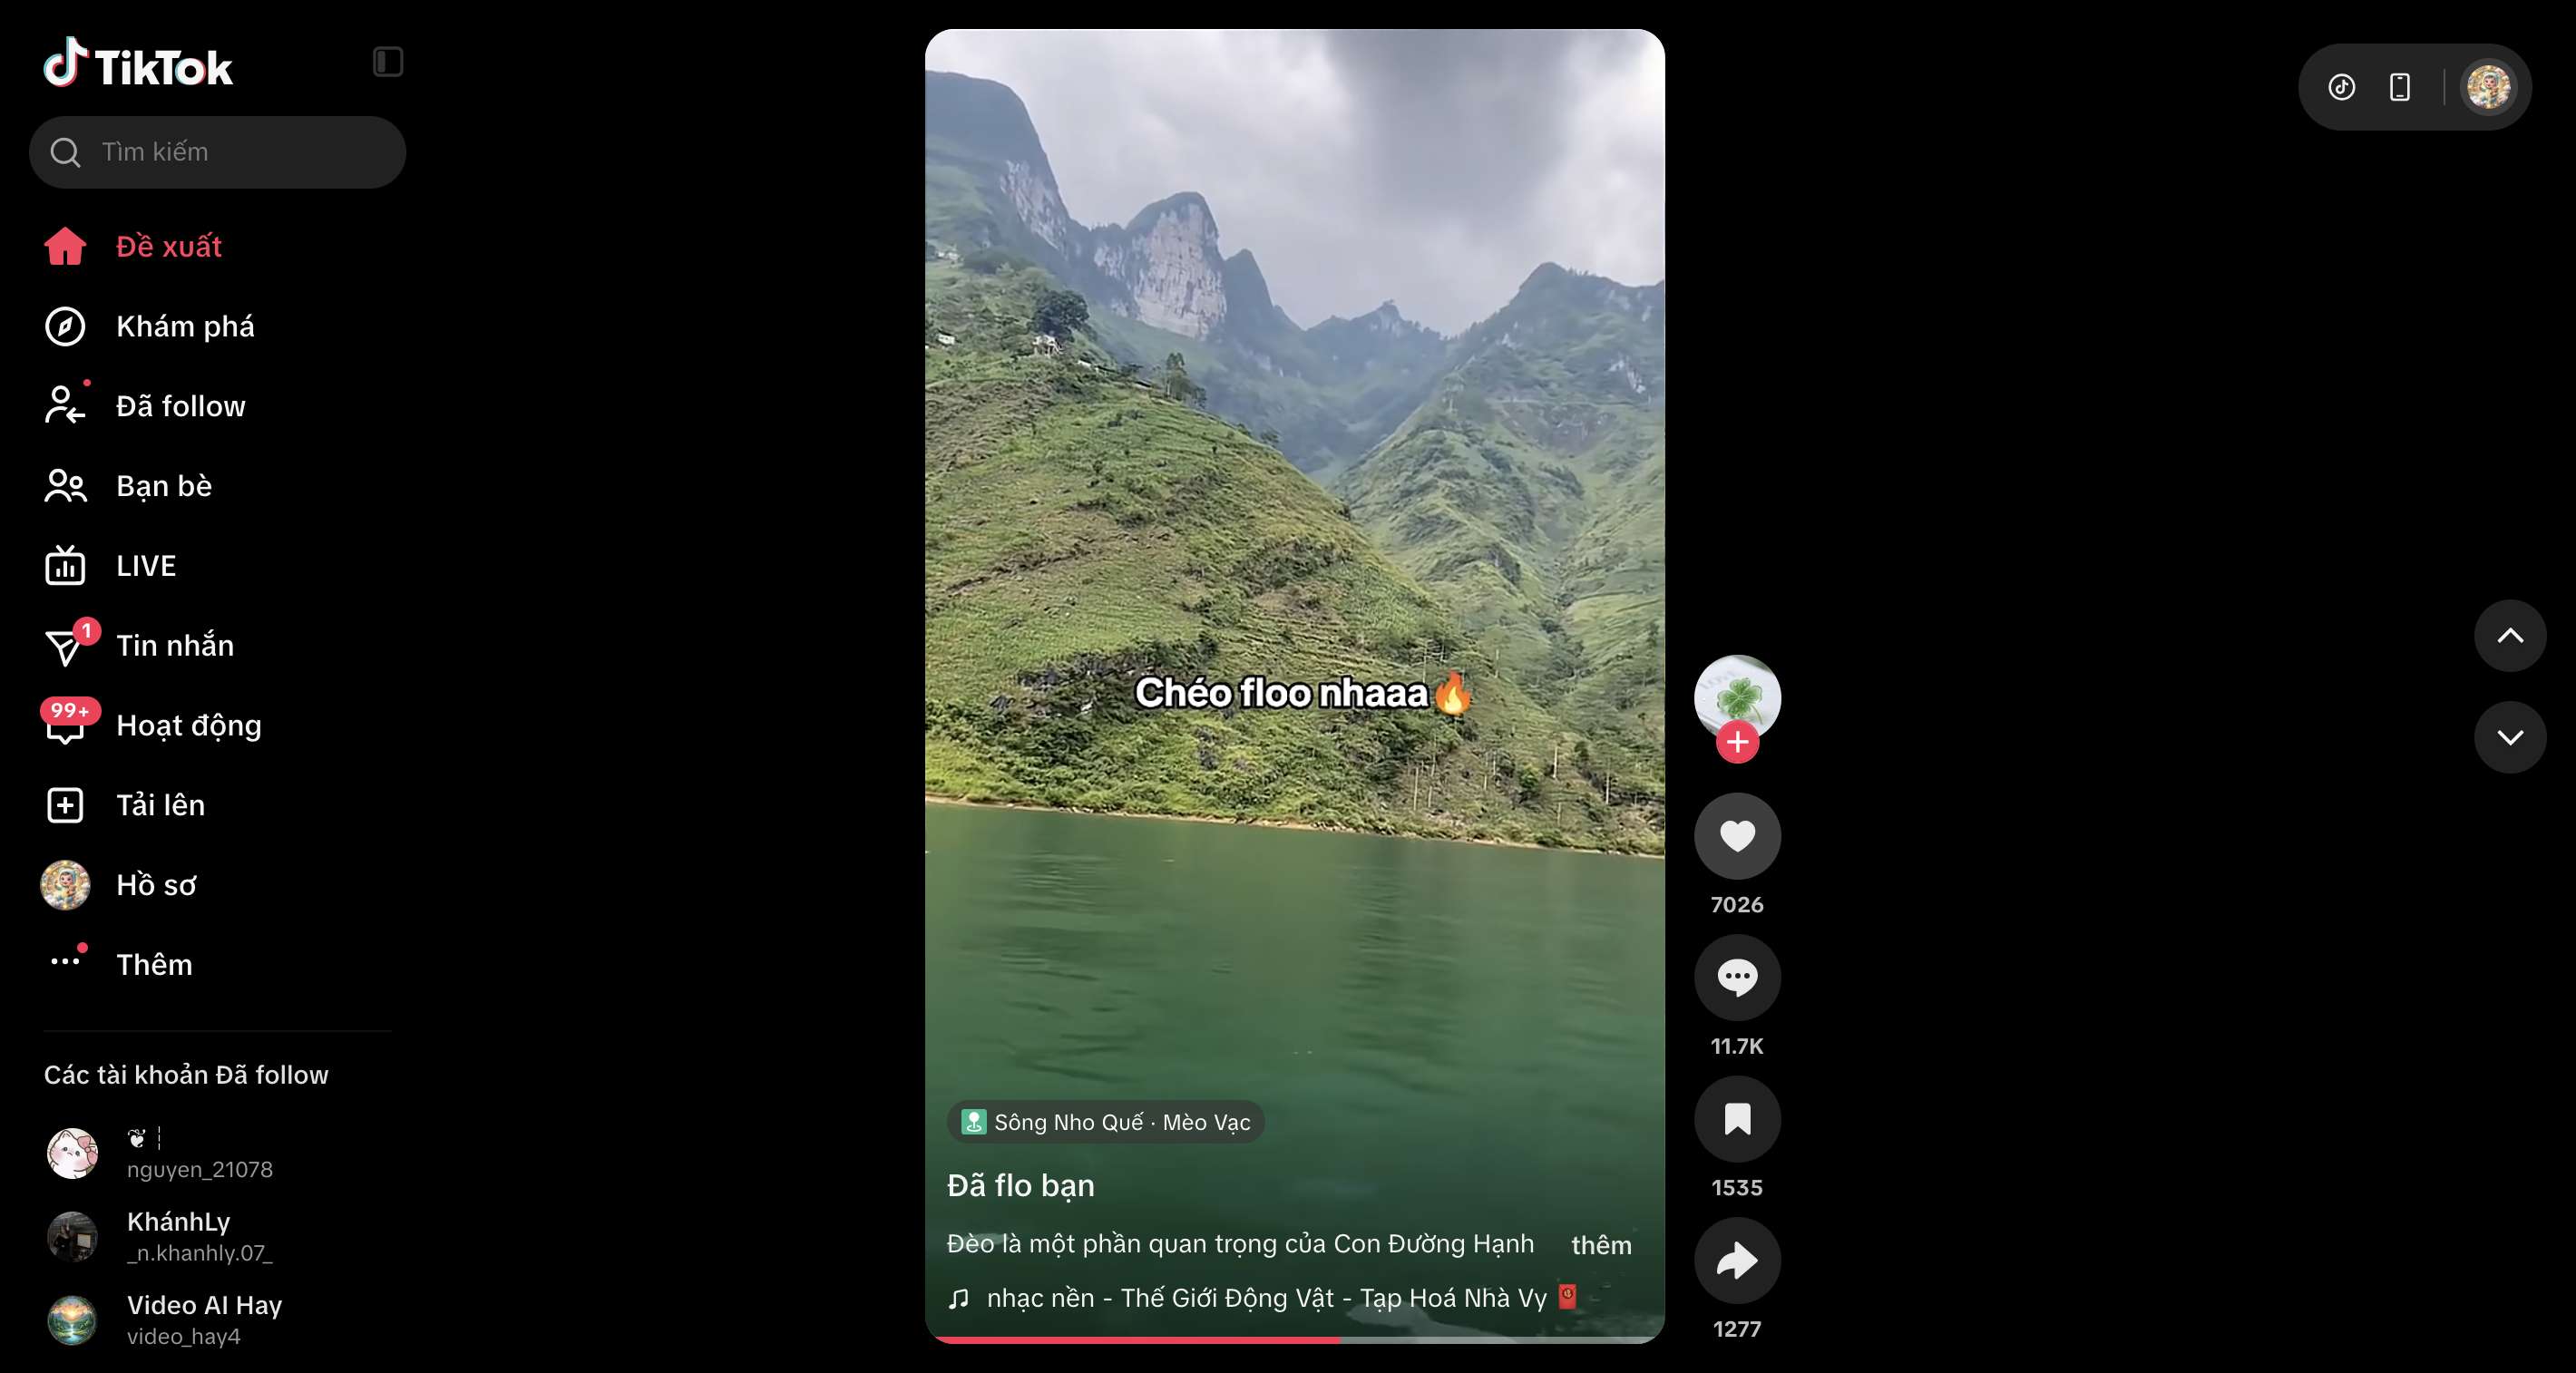 TikTok
Tìm kiếm
Đề xuất
Khám phá
Đã follow
Bạn bè
LIVE
1
Tin nhắn
99+
Hoạt động
Tải lên
Hồ sơ
Thêm
Các tài khoản Đã follow
nguyen_21078
KhánhLy
_n.khanhly.07_
Video AI Hay
video_hay4
Chéo floo nhaaa🔥
Sông Nho Quế · Mèo Vạc
Đã flo bạn
Đèo là một phần quan trọng của Con Đường Hạnh thêm
nhạc nền - Thế Giới Động Vật - Tạp Hoá Nhà Vy 🧧
7026
11.7K
1535
1277